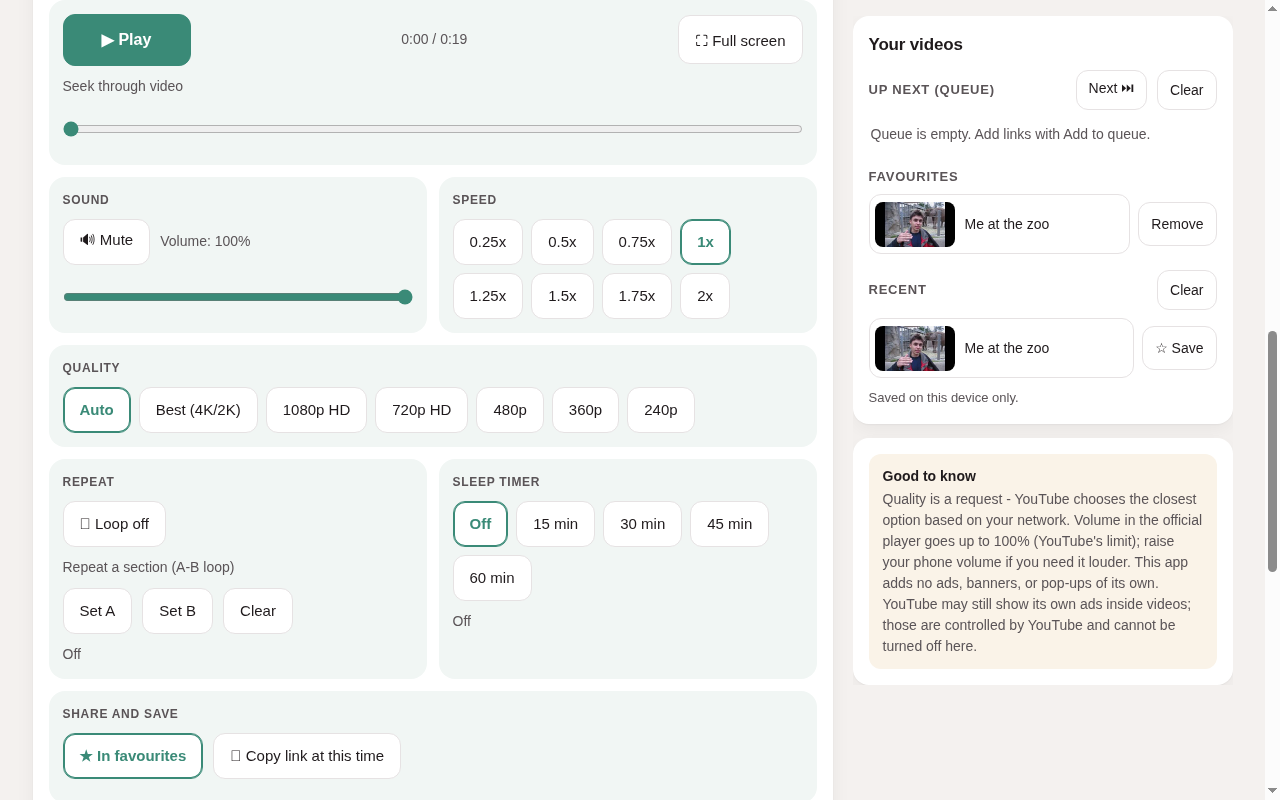 ▶ Play
0:00 / 0:19
⛶ Full screen
Seek through video
SOUND
🔊 Mute
Volume: 100%
SPEED
0.25x
0.5x
0.75x
1x
1.25x
1.5x
1.75x
2x
QUALITY
Auto
Best (4K/2K)
1080p HD
720p HD
480p
360p
240p
REPEAT
Loop off
Repeat a section (A-B loop)
Set A
Set B
Clear
Off
SLEEP TIMER
Off
15 min
30 min
45 min
60 min
Off
SHARE AND SAVE
★ In favourites
Copy link at this time
Your videos
UP NEXT (QUEUE)
Next ⏭
Clear
Queue is empty. Add links with Add to queue.
FAVOURITES
Me at the zoo
Remove
RECENT
Clear
Me at the zoo
☆ Save
Saved on this device only.
Good to know
Quality is a request - YouTube chooses the closest
option based on your network. Volume in the official
player goes up to 100% (YouTube's limit); raise
your phone volume if you need it louder. This app
adds no ads, banners, or pop-ups of its own.
YouTube may still show its own ads inside videos;
those are controlled by YouTube and cannot be
turned off here.